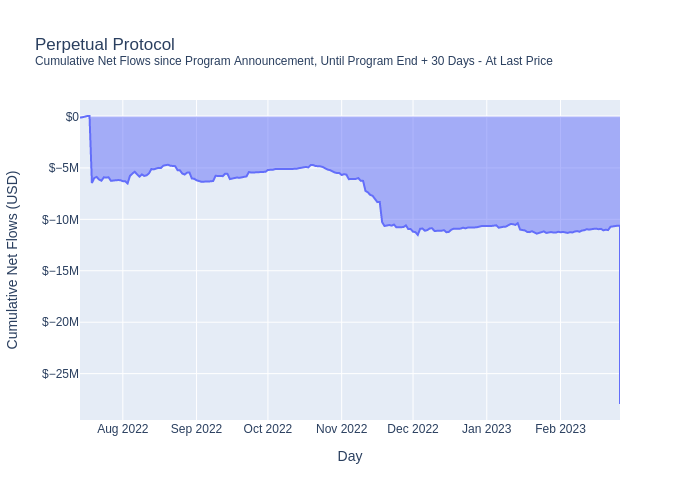 Perpetual Protocol
Cumulative Net Flows since Program Announcement, Until Program End + 30 Days - At Last Price
Cumulative Net Flows (USD)
$0
$−5M
$−10M
$−15M
$−20M
$−25M
Aug 2022
Sep 2022
Oct 2022
Nov 2022
Dec 2022
Jan 2023
Feb 2023
Day